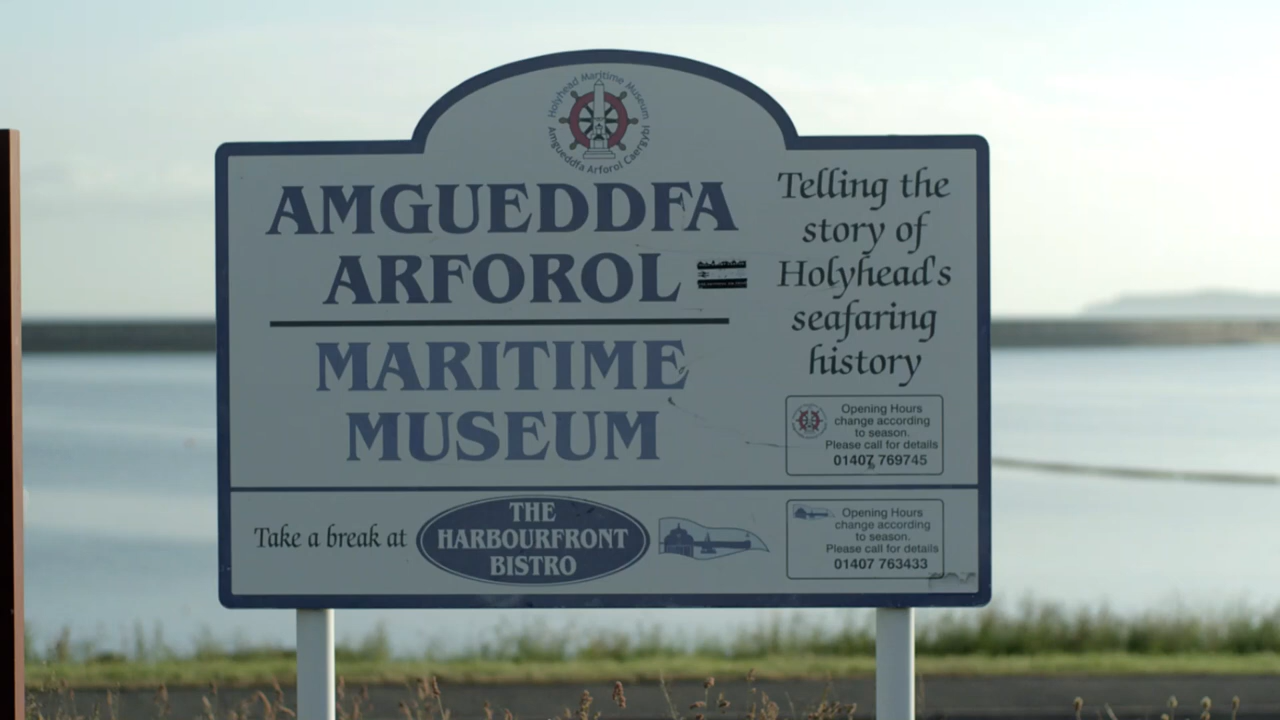 Holyhead Maritime Museum
Amgueddfa Arforol Caergybi
AMGUEDDFA
ARFOROL
MARITIME
MUSEUM
Telling the
story of
Holyhead's
seafaring
history
Opening Hours
change according
to season.
Please call for details
01407 769745
Take a break at
THE
HARBOURFRONT
BISTRO
Opening Hours
change according
to season.
Please call for details
01407 763433